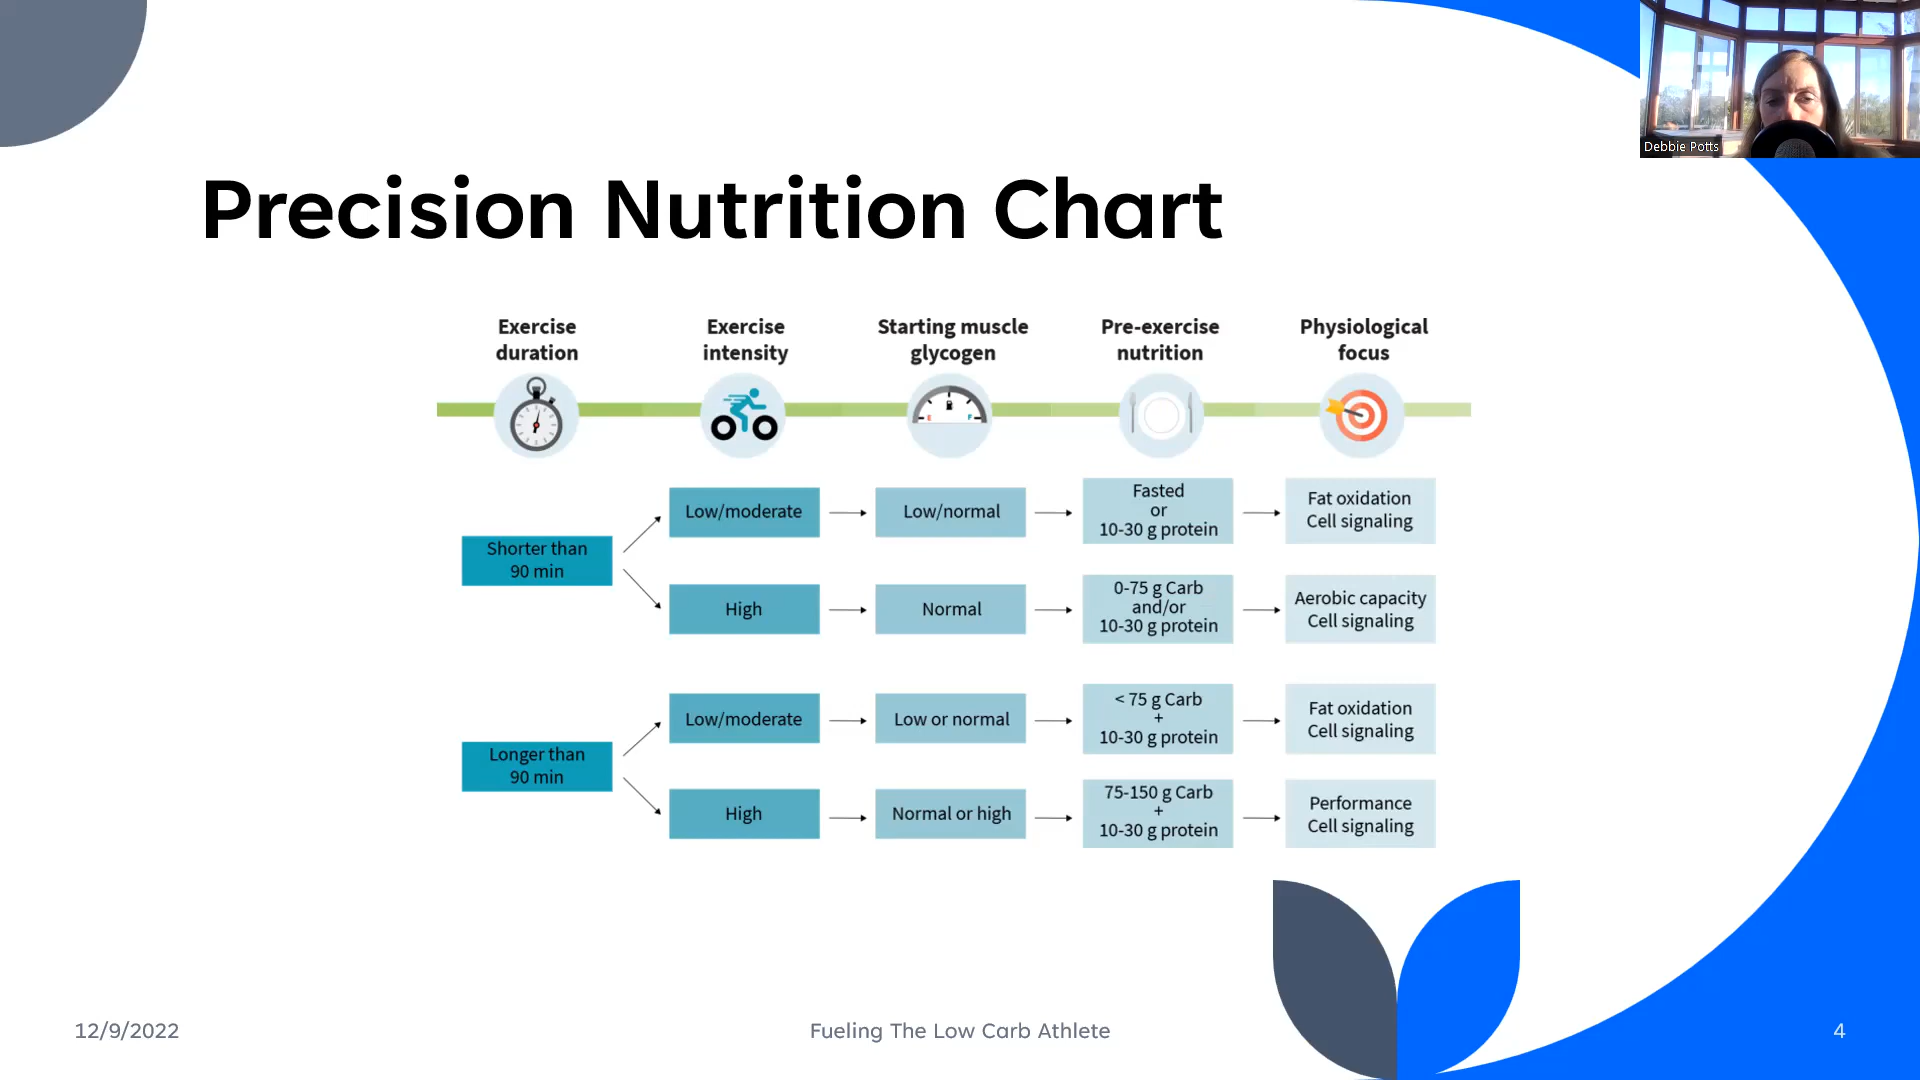 Debbie Potts
Precision Nutrition Chart
Exercise
duration
Exercise
intensity
Starting muscle
glycogen
Pre-exercise
nutrition
Physiological
focus
E
F
Shorter than
90 min
Low/moderate
Low/normal
Fasted
or
10-30 g protein
Fat oxidation
Cell signaling
High
Normal
0-75 g Carb
and/or
10-30 g protein
Aerobic capacity
Cell signaling
Longer than
90 min
Low/moderate
Low or normal
< 75 g Carb
+
10-30 g protein
Fat oxidation
Cell signaling
High
Normal or high
75-150 g Carb
+
10-30 g protein
Performance
Cell signaling
12/9/2022
Fueling The Low Carb Athlete
4